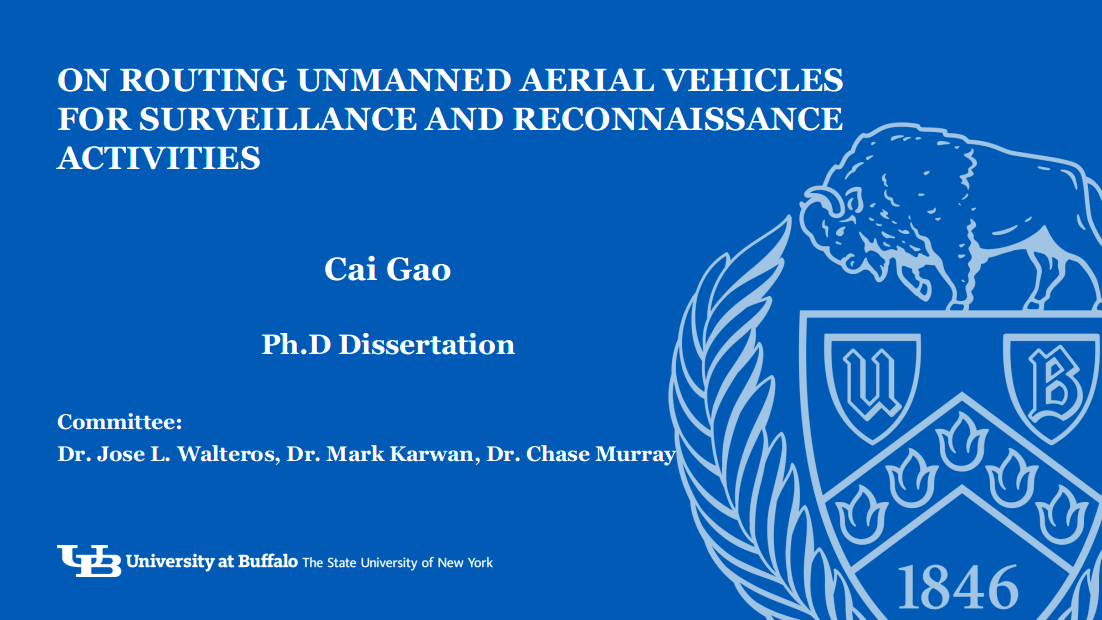 ON ROUTING UNMANNED AERIAL VEHICLES
FOR SURVEILLANCE AND RECONNAISSANCE
ACTIVITIES
Cai Gao
Ph.D Dissertation
Committee:
Dr. Jose L. Walteros, Dr. Mark Karwan, Dr. Chase Murray
U B
UB University at Buffalo The State University of New York
1846